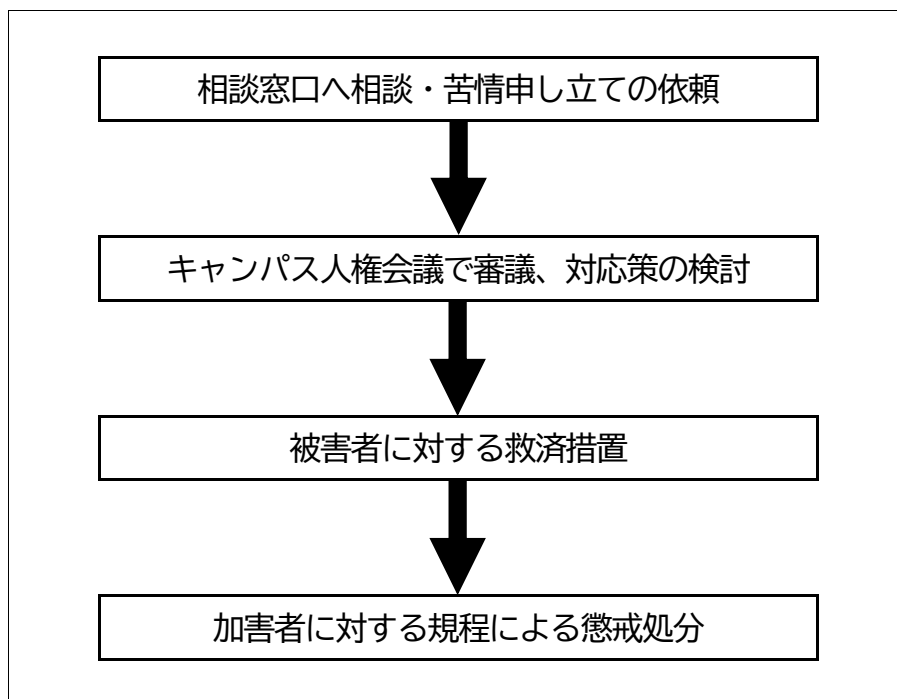 相談窓口へ相談・苦情申し立ての依頼
キャンパス人権会議で審議、対応策の検討
被害者に対する救済措置
加害者に対する規程による懲戒処分